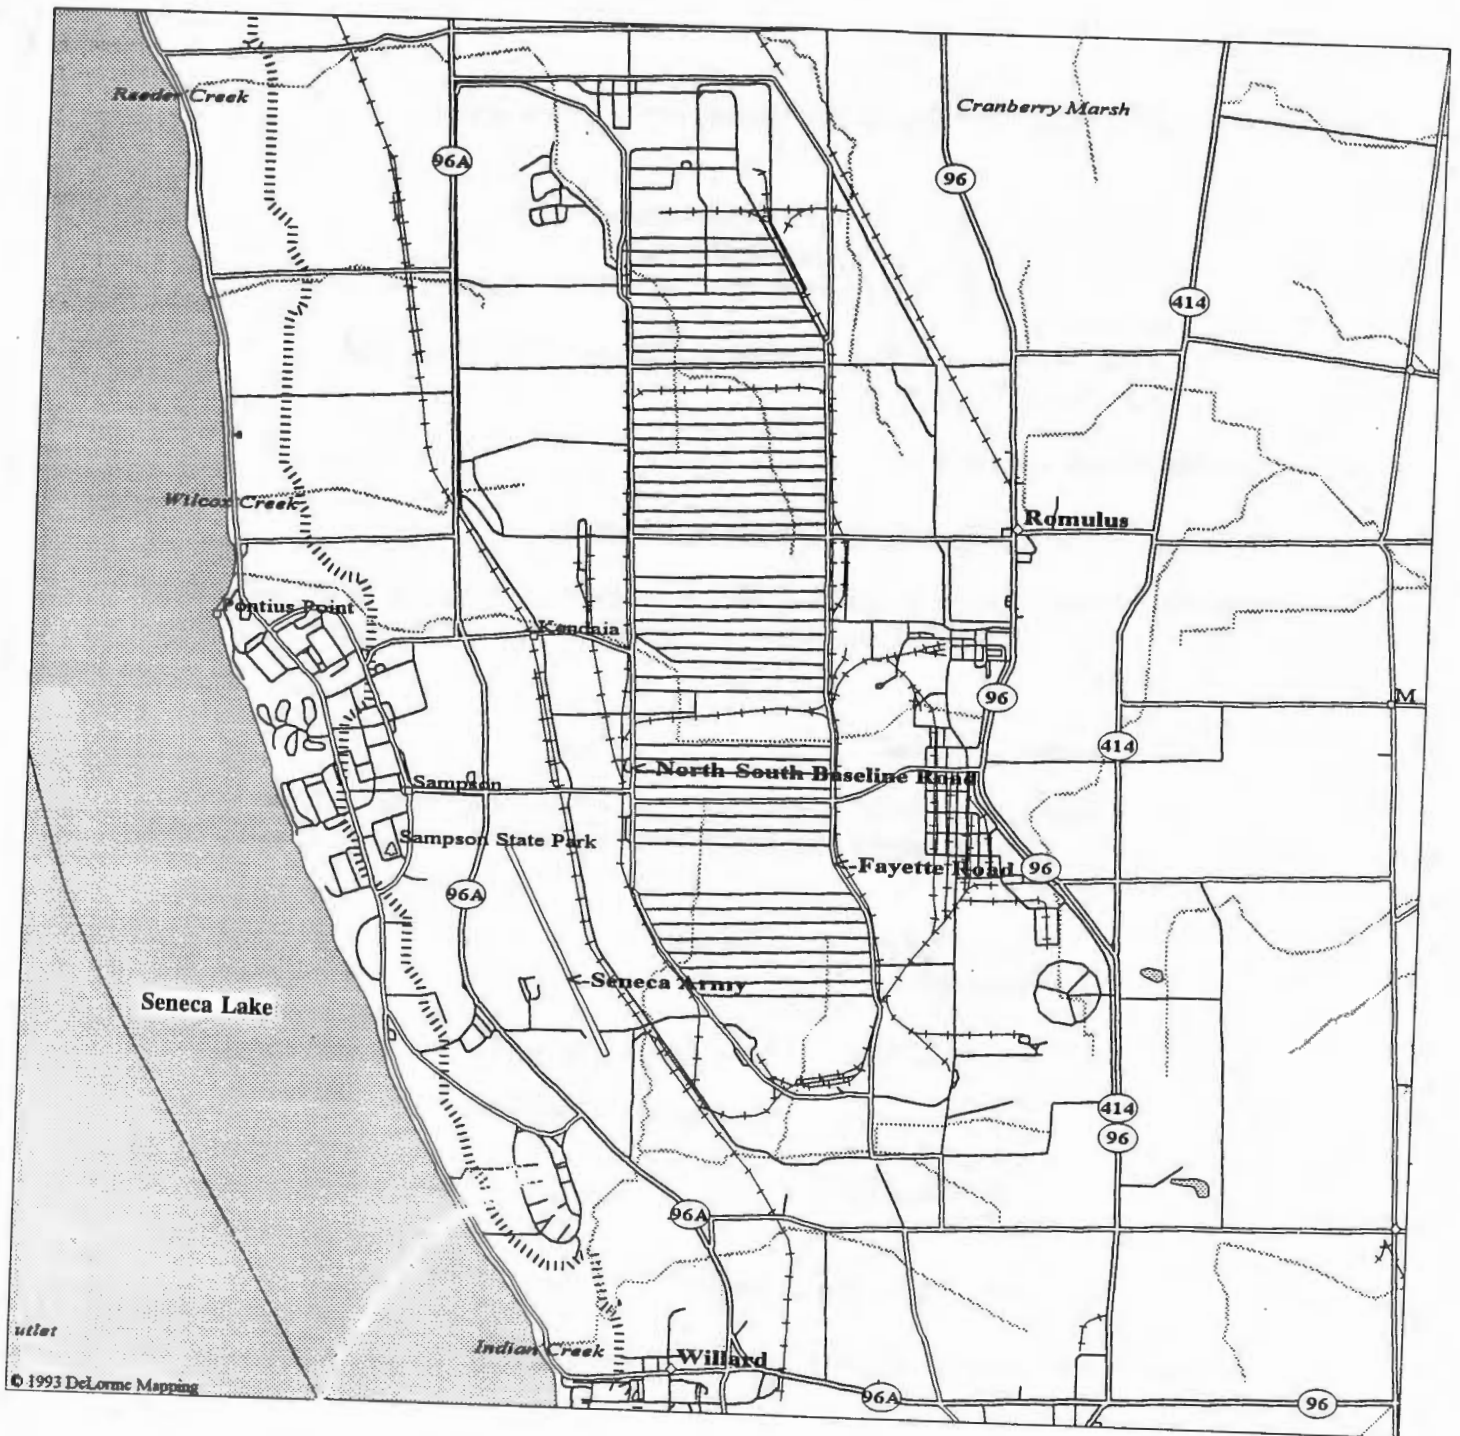 Reeder Creek
Cranberry Marsh
96A
96
414
Wilcox Creek
Romulus
Pontius Point
Kendaia
96
M
414
North South Baseline Road
Sampson
Sampson State Park
Fayette Road
96
96A
Seneca Army
Seneca Lake
414
96
96A
utlet
Indian Creek
Willard
© 1993 DeLorme Mapping
96A
96